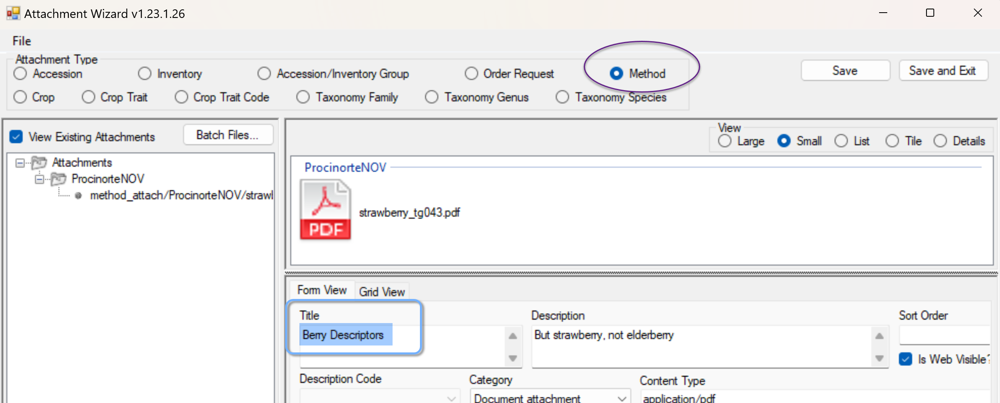 Attachment Wizard v1.23.1.26
File
Attachment Type
Accession Inventory Accession/Inventory Group Order Request Method
Crop Crop Trait Crop Trait Code Taxonomy Family Taxonomy Genus Taxonomy Species
Save Save and Exit
View Existing Attachments Batch Files...
Attachments
ProcinorteNOV
method_attach/ProcinorteNOV/strawl
View
Large Small List Tile Details
ProcinorteNOV
strawberry_tg043.pdf
PDF
Form View Grid View
Title Description Sort Order
Berry Descriptors But strawberry, not elderberry
Is Web Visible?
Description Code Category Content Type
Document attachment application/pdf